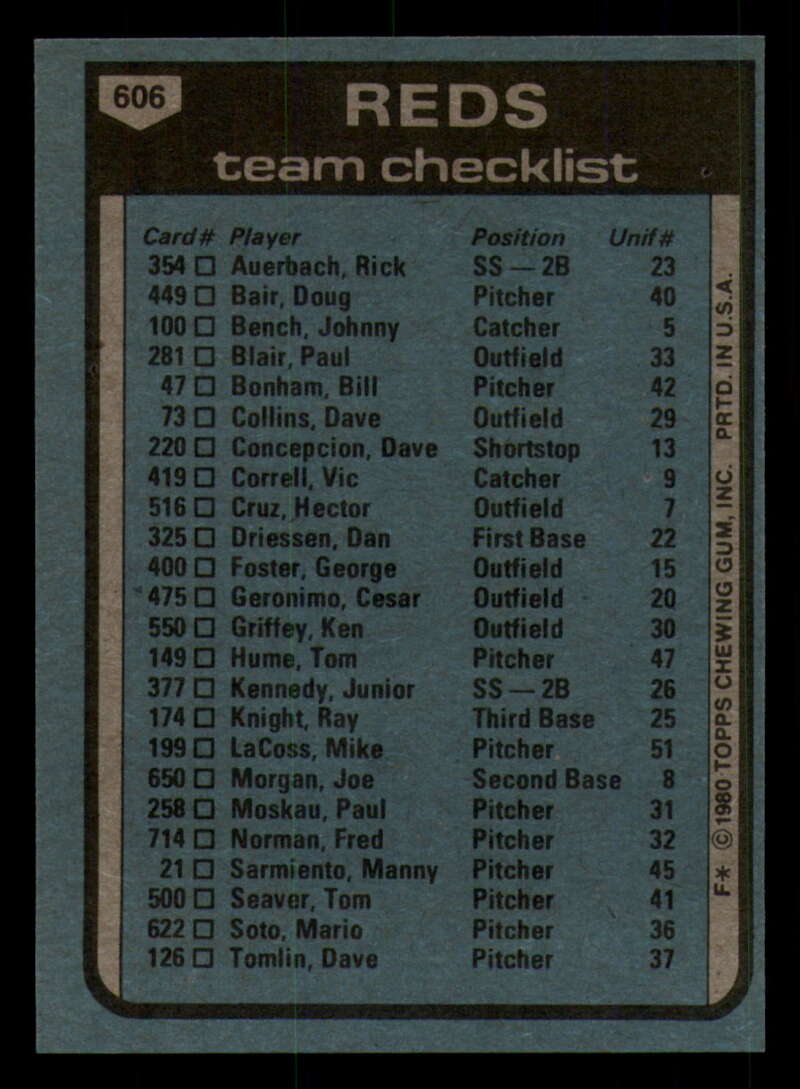 606
REDS
team checklist
Card# Player Position Unif#
354 □ Auerbach, Rick SS — 2B 23
449 □ Bair, Doug Pitcher 40
100 □ Bench, Johnny Catcher 5
281 □ Blair, Paul Outfield 33
47 □ Bonham, Bill Pitcher 42
73 □ Collins, Dave Outfield 29
220 □ Concepcion, Dave Shortstop 13
419 □ Correll, Vic Catcher 9
516 □ Cruz, Hector Outfield 7
325 □ Driessen, Dan First Base 22
400 □ Foster, George Outfield 15
475 □ Geronimo, Cesar Outfield 20
550 □ Griffey, Ken Outfield 30
149 □ Hume, Tom Pitcher 47
377 □ Kennedy, Junior SS — 2B 26
174 □ Knight, Ray Third Base 25
199 □ LaCoss, Mike Pitcher 51
650 □ Morgan, Joe Second Base 8
258 □ Moskau, Paul Pitcher 31
714 □ Norman, Fred Pitcher 32
21 □ Sarmiento, Manny Pitcher 45
500 □ Seaver, Tom Pitcher 41
622 □ Soto, Mario Pitcher 36
126 □ Tomlin, Dave Pitcher 37
F* © 1980 TOPPS CHEWING GUM, INC. PRTD. IN U.S.A.